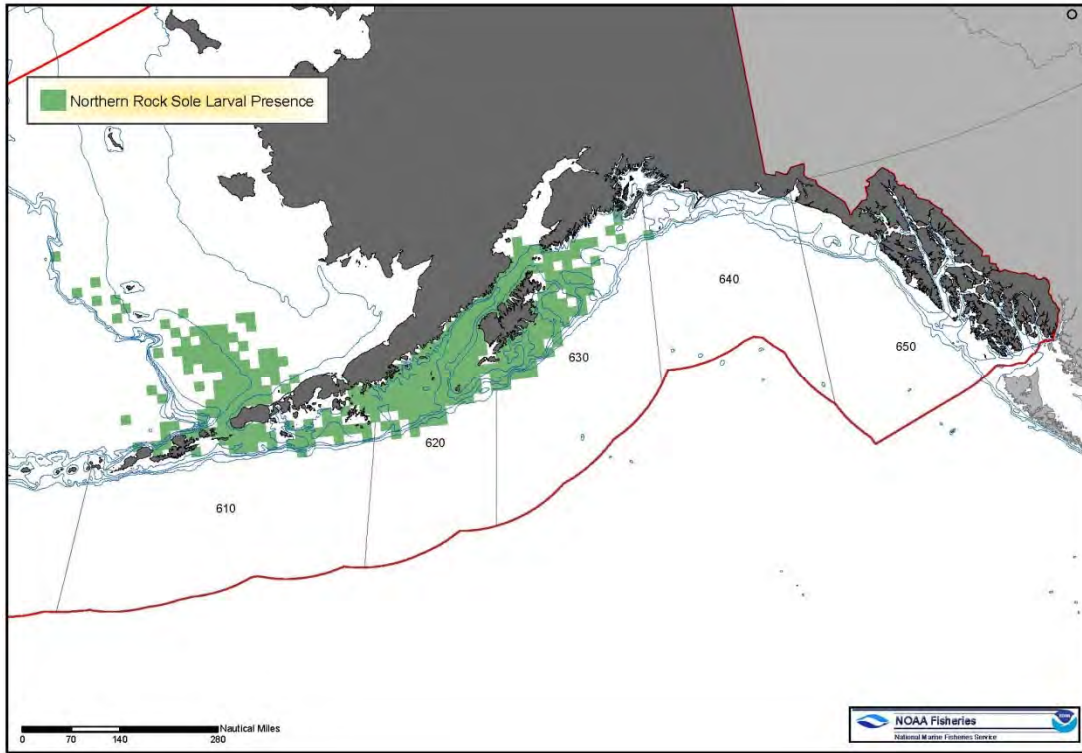 Northern Rock Sole Larval Presence
640
650
630
620
610
Nautical Miles
0 70 140 280
NOAA Fisheries
National Marine Fisheries Service